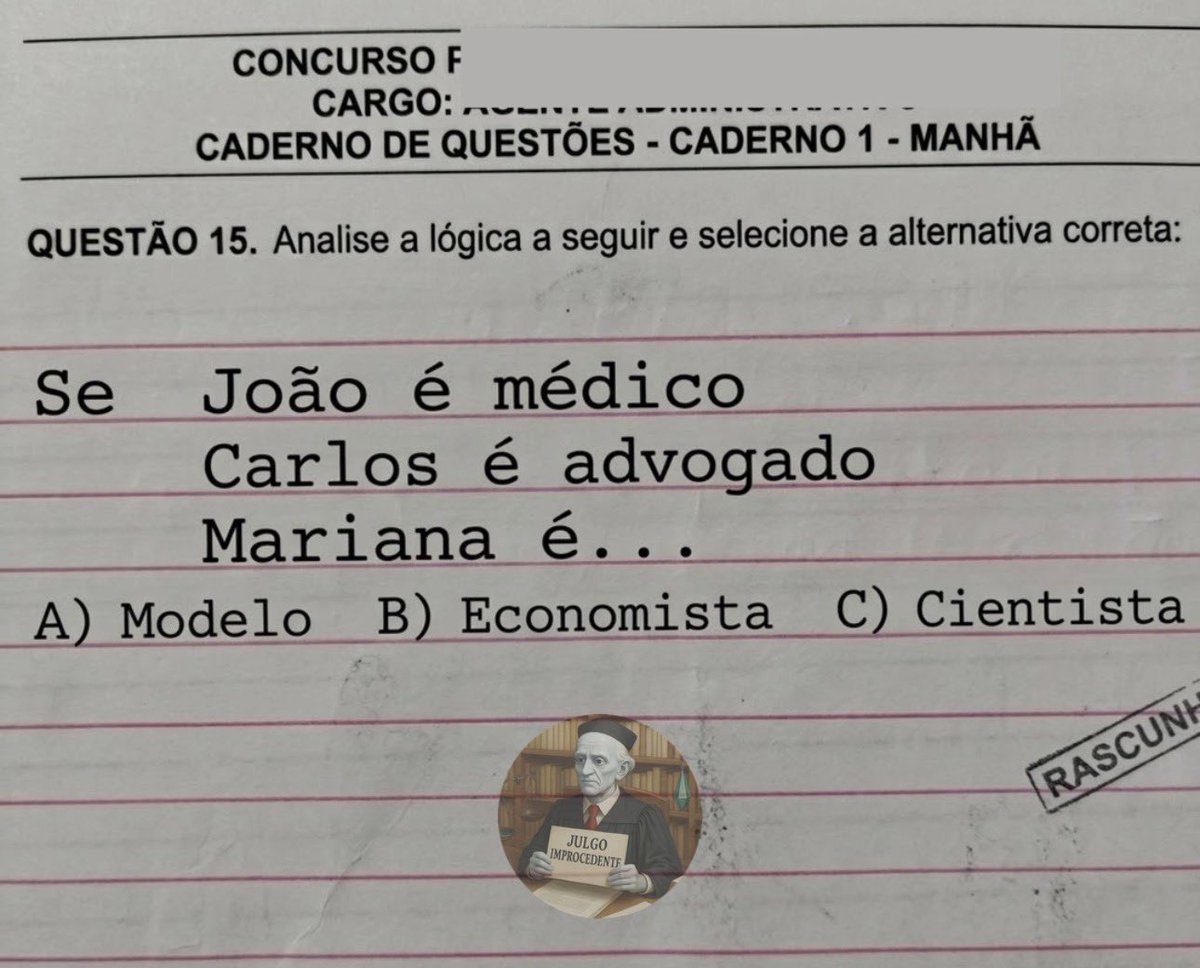 CONCURSO
CARGO:
CADERNO DE QUESTÕES - CADERNO 1 - MANHÃ
QUESTÃO 15. Analise a lógica a seguir e selecione a alternativa correta:
Se João é médico
Carlos é advogado
Mariana é...
A) Modelo B) Economista C) Cientista
RASCUNH
JULGO
IMPROCEDENTE